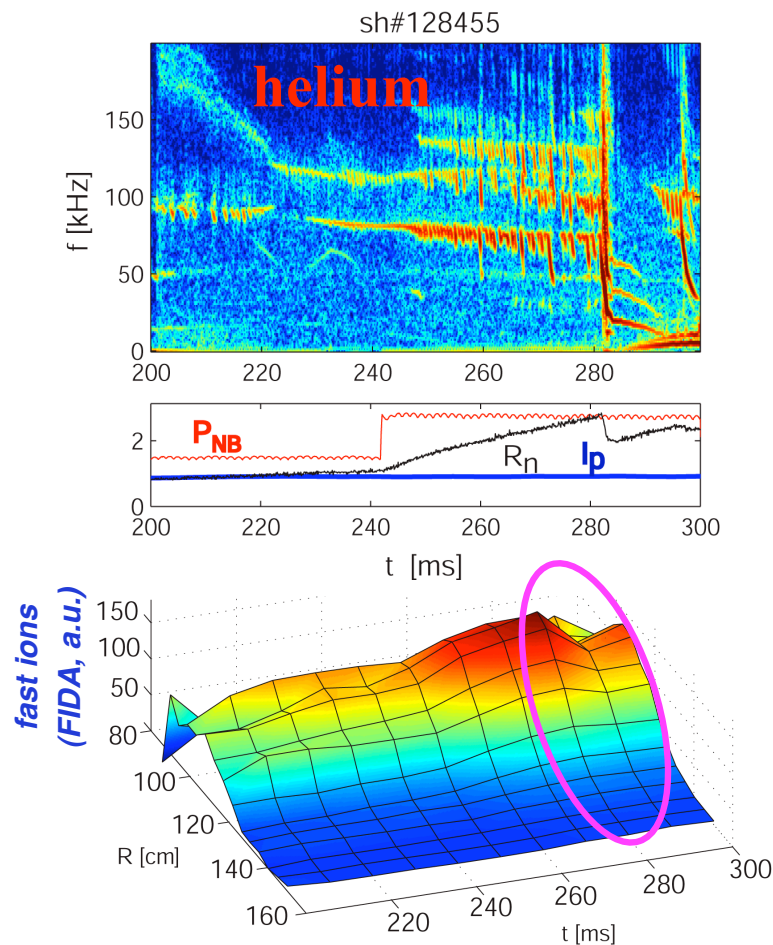 sh#128455
helium
f [kHz]
150
100
50
0
200 220 240 260 280
P_NB
R_n
I_p
2
0
200 220 240 260 280 300
t [ms]
fast ions
(FIDA, a.u.)
150
100
50
80
100
120
140
160
R [cm]
220
240
260
280
300
t [ms]